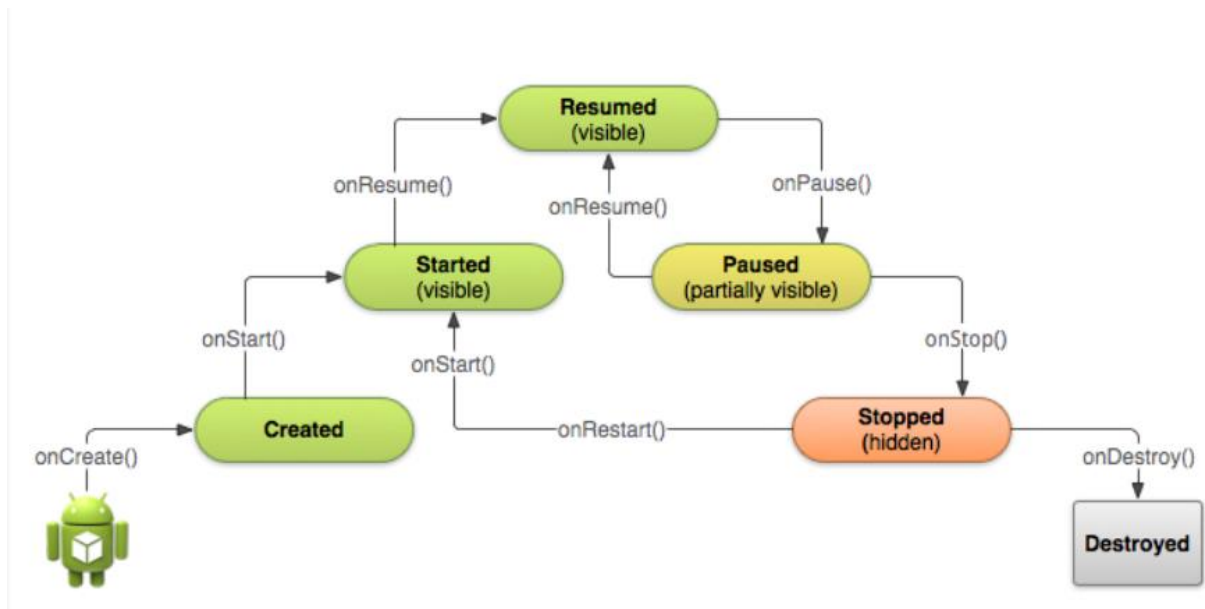 Resumed
(visible)
onResume()
onPause()
onResume()
Started
(visible)
Paused
(partially visible)
onStart()
onStart()
onStop()
Created
onRestart()
Stopped
(hidden)
onCreate()
onDestroy()
Destroyed